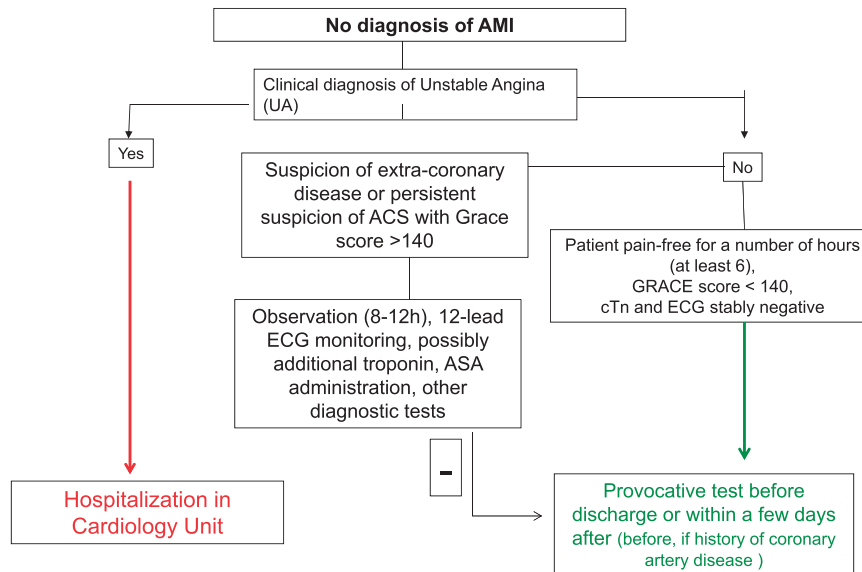 No diagnosis of AMI
Clinical diagnosis of Unstable Angina
(UA)
Yes
No
Suspicion of extra-coronary
disease or persistent
suspicion of ACS with Grace
score >140
Patient pain-free for a number of hours
(at least 6),
GRACE score < 140,
cTn and ECG stably negative
Observation (8-12h), 12-lead
ECG monitoring, possibly
additional troponin, ASA
administration, other
diagnostic tests
-
Hospitalization in
Cardiology Unit
Provocative test before
discharge or within a few days
after (before, if history of coronary
artery disease )